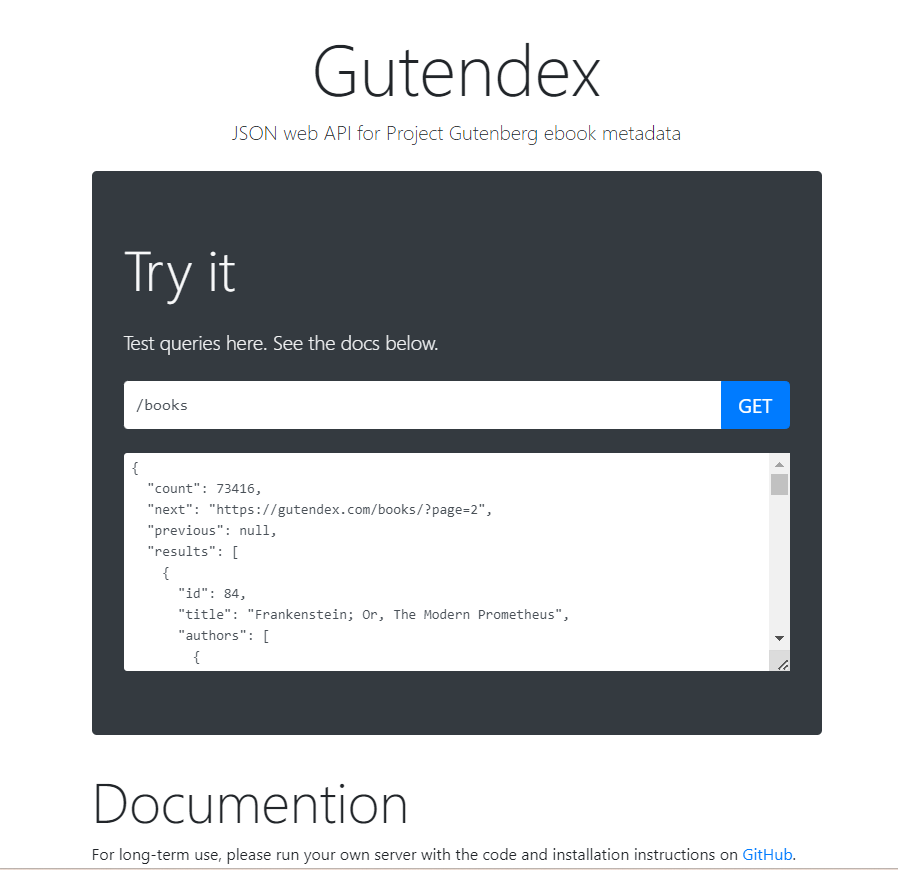 Gutendex
JSON web API for Project Gutenberg ebook metadata
Try it
Test queries here. See the docs below.
/books
GET
{
  "count": 73416,
  "next": "https://gutendex.com/books/?page=2",
  "previous": null,
  "results": [
    {
      "id": 84,
      "title": "Frankenstein; Or, The Modern Prometheus",
      "authors": [
        {
Documention
For long-term use, please run your own server with the code and installation instructions on GitHub.